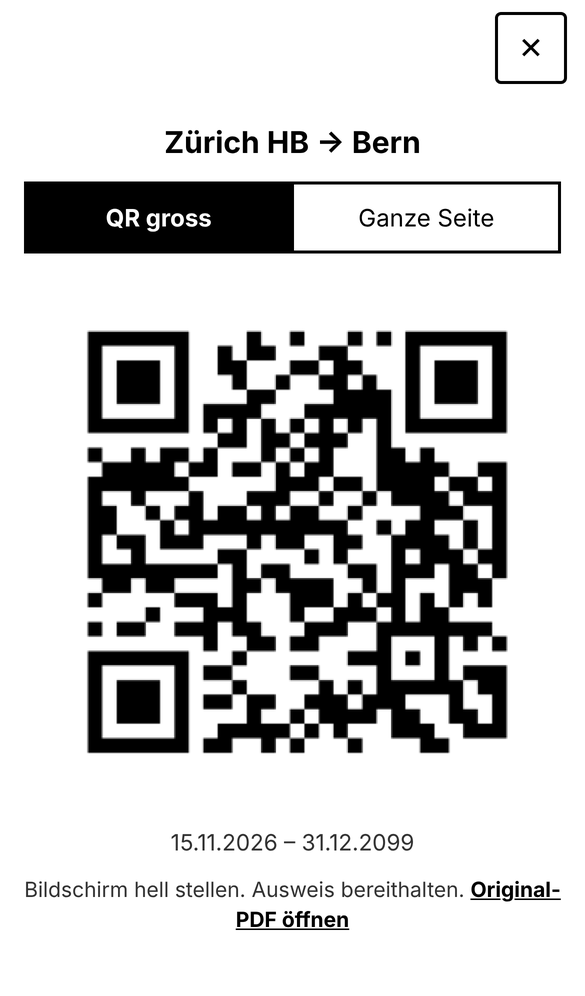 ×
Zürich HB → Bern
QR gross
Ganze Seite
15.11.2026 – 31.12.2099
Bildschirm hell stellen. Ausweis bereithalten. Original-
PDF öffnen